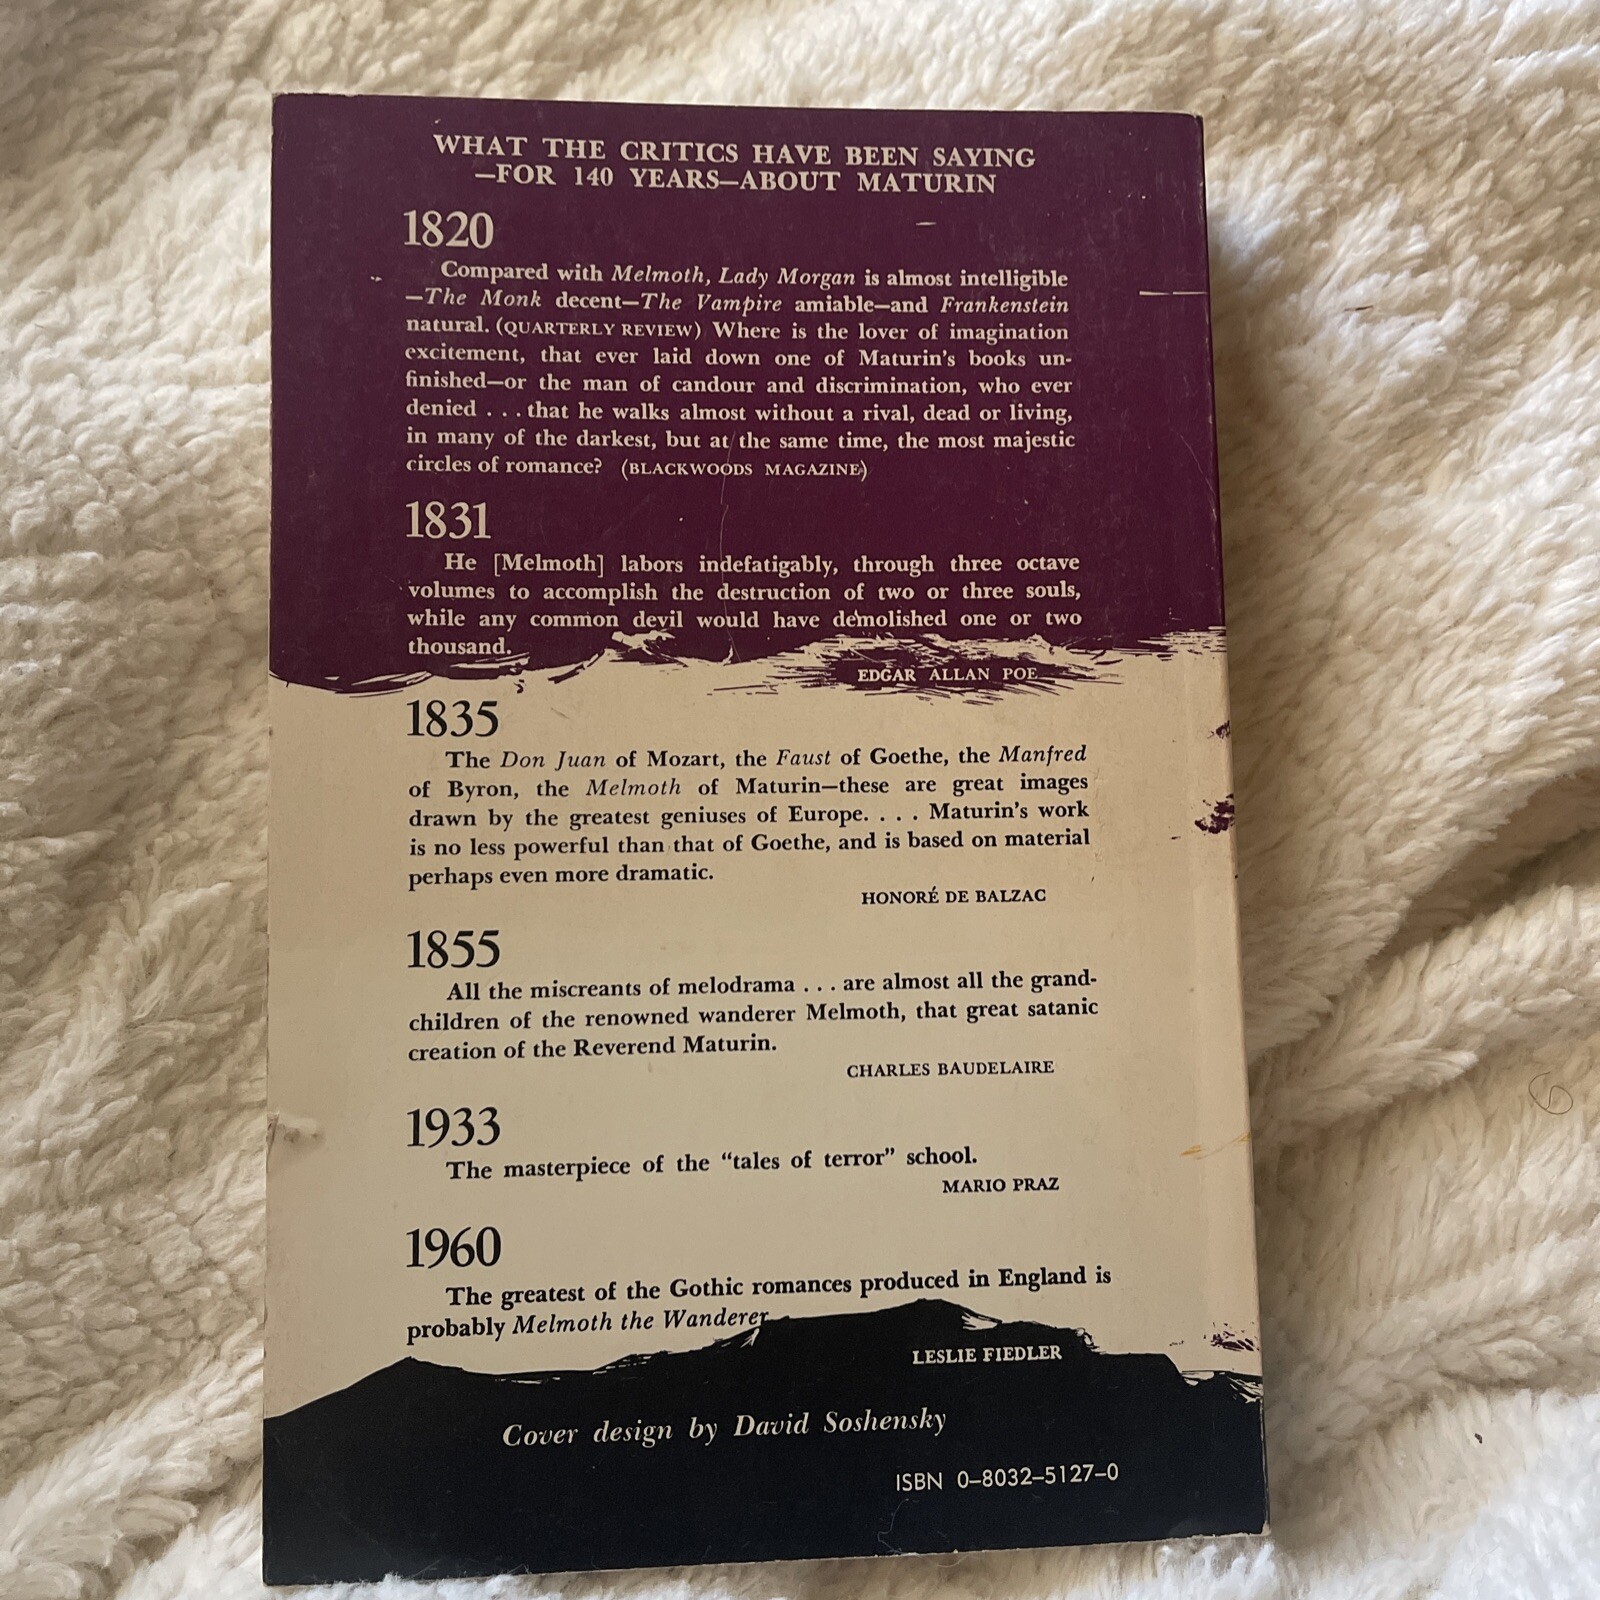 WHAT THE CRITICS HAVE BEEN SAYING
—FOR 140 YEARS—ABOUT MATURIN
1820
Compared with Melmoth, Lady Morgan is almost intelligible
—The Monk decent—The Vampire amiable—and Frankenstein
natural. (QUARTERLY REVIEW) Where is the lover of imagination
excitement, that ever laid down one of Maturin's books un-
finished—or the man of candour and discrimination, who ever
denied . . . that he walks almost without a rival, dead or living,
in many of the darkest, but at the same time, the most majestic
circles of romance? (BLACKWOODS MAGAZINE)
1831
He [Melmoth] labors indefatigably, through three octave
volumes to accomplish the destruction of two or three souls,
while any common devil would have demolished one or two
thousand.
EDGAR ALLAN POE
1835
The Don Juan of Mozart, the Faust of Goethe, the Manfred
of Byron, the Melmoth of Maturin—these are great images
drawn by the greatest geniuses of Europe. . . . Maturin's work
is no less powerful than that of Goethe, and is based on material
perhaps even more dramatic.
HONORÉ DE BALZAC
1855
All the miscreants of melodrama . . . are almost all the grand-
children of the renowned wanderer Melmoth, that great satanic
creation of the Reverend Maturin.
CHARLES BAUDELAIRE
1933
The masterpiece of the “tales of terror” school.
MARIO PRAZ
1960
The greatest of the Gothic romances produced in England is
probably Melmoth the Wanderer
LESLIE FIEDLER
Cover design by David Soshensky
ISBN 0-8032-5127-0